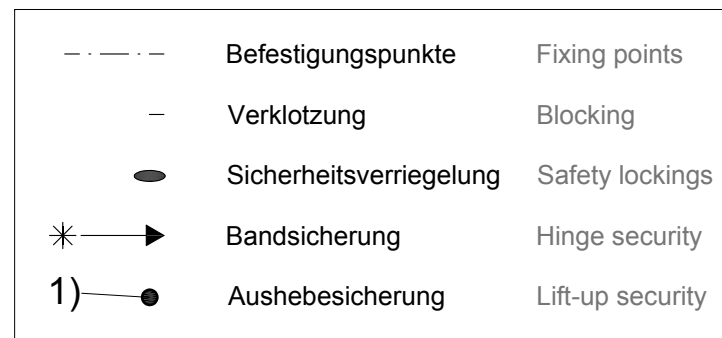 Befestigungspunkte Fixing points
Verklotzung Blocking
Sicherheitsverriegelung Safety lockings
Bandsicherung Hinge security
1) Aushebesicherung Lift-up security